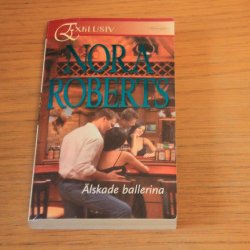 EXKLUSIV
NORA
ROBERTS
Älskade ballerina